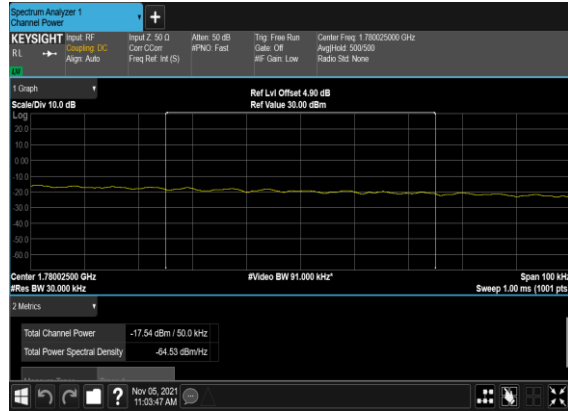 Spectrum Analyzer 1
Channel Power
+
KEYSIGHT Input: RF Input Z: 50 Ω Atten: 50 dB Trig: Free Run Center Freq: 1.780025000 GHz
RL Coupling: DC Corr CCorr #PNO: Fast Gate: Off Avg|Hold: 500/500
Align: Auto Freq Ref: Int (S) #IF Gain: Low Radio Std: None
1 Graph
Ref Lvl Offset 4.90 dB
Scale/Div 10.0 dB Ref Value 30.00 dBm
Log
20.0
10.0
0.00
-10.0
-20.0
-30.0
-40.0
-50.0
-60.0
Center 1.78002500 GHz #Video BW 91.000 kHz* Span 100 kHz
#Res BW 30.000 kHz Sweep 1.00 ms (1001 pts
2 Metrics
Total Channel Power -17.54 dBm / 50.0 kHz
Total Power Spectral Density -64.53 dBm/Hz
?
Nov 05, 2021
11:03:47 AM